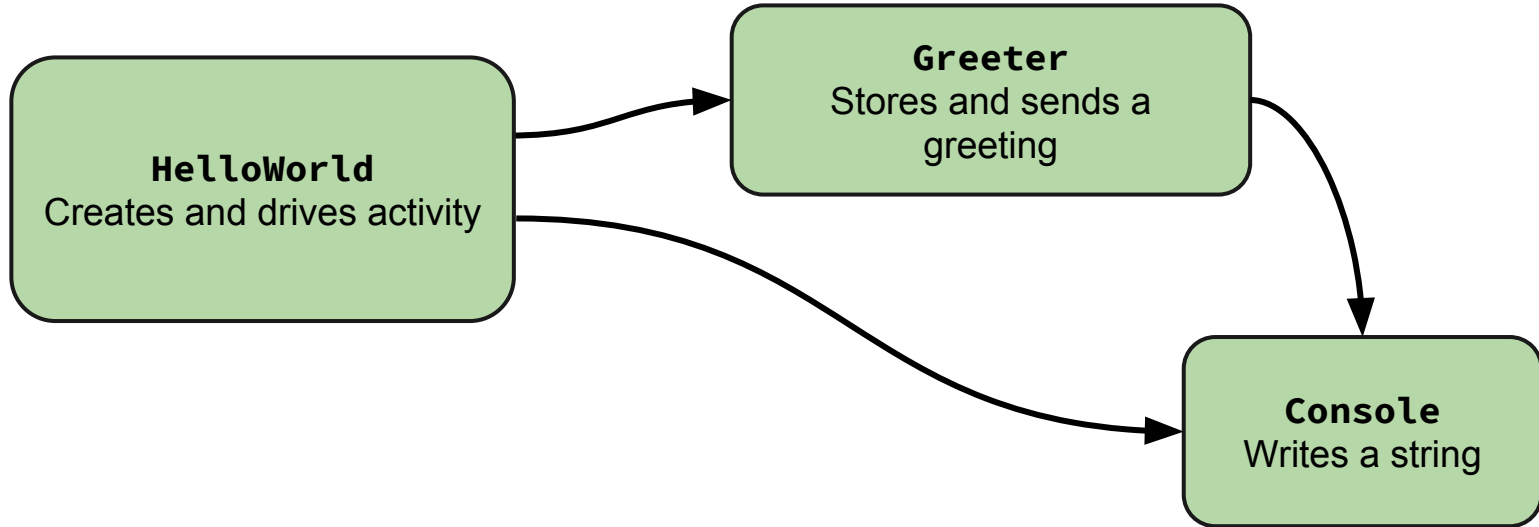 HelloWorld
Creates and drives activity
Greeter
Stores and sends a
greeting
Console
Writes a string